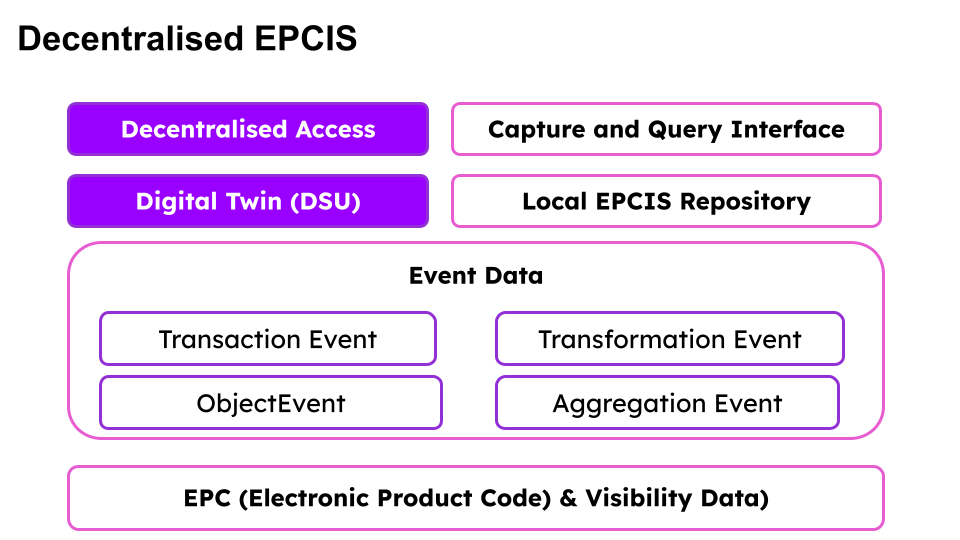 Decentralised EPCIS
Decentralised Access
Capture and Query Interface
Digital Twin (DSU)
Local EPCIS Repository
Event Data
Transaction Event
Transformation Event
ObjectEvent
Aggregation Event
EPC (Electronic Product Code) & Visibility Data)